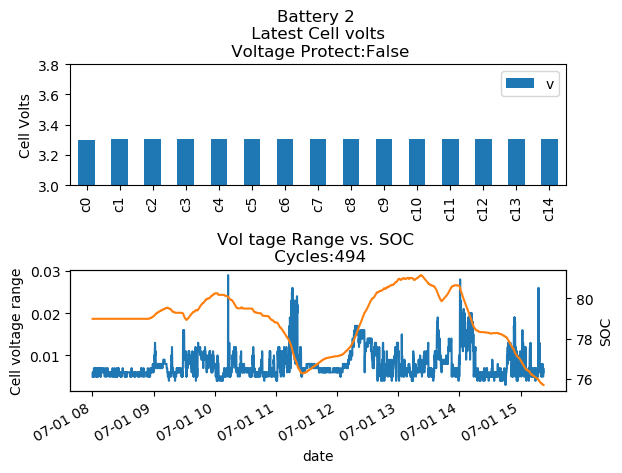 Battery 2
Latest Cell volts
Voltage Protect:False
3.8
3.6
3.4
3.2
3.0
Cell Volts
v
c0 c1 c2 c3 c4 c5 c6 c7 c8 c9 c10 c11 c12 c13 c14
Vol tage Range vs. SOC
Cycles:494
0.03
0.02
0.01
Cell voltage range
80
78
76
SOC
07-01 08 07-01 09 07-01 10 07-01 11 07-01 12 07-01 13 07-01 14 07-01 15
date